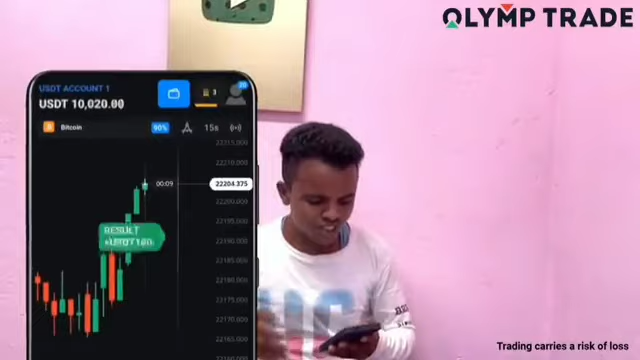 OLYMP TRADE
USDT ACCOUNT 1
USDT 10,020.00
3
Bitcoin
90%
15s
22215.000
22210.000
00:09
22204.375
22200.000
22195.000
RESULT
22190.000
22185.000
22180.000
22175.000
22170.000
22165.000
Trading carries a risk of loss